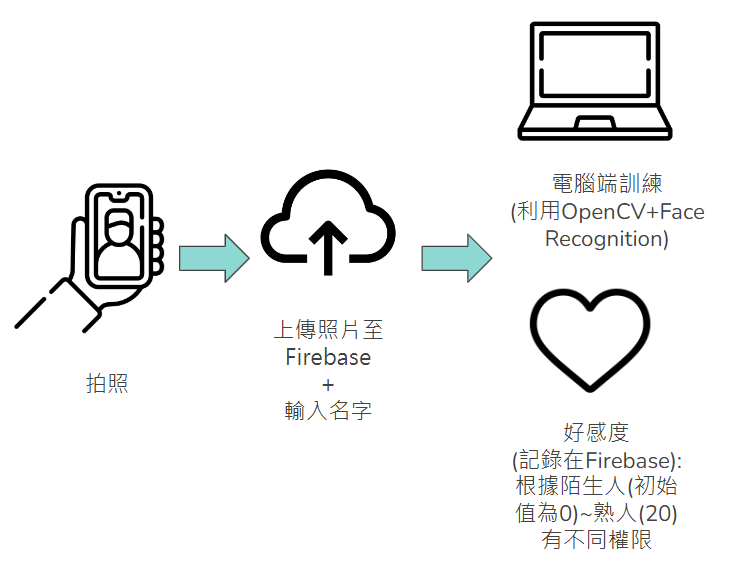 拍照
上傳照片至
Firebase
+
輸入名字
電腦端訓練
(利用OpenCV+Face
Recognition)
好感度
(記錄在Firebase):
根據陌生人(初始
值為0)~熟人(20)
有不同權限